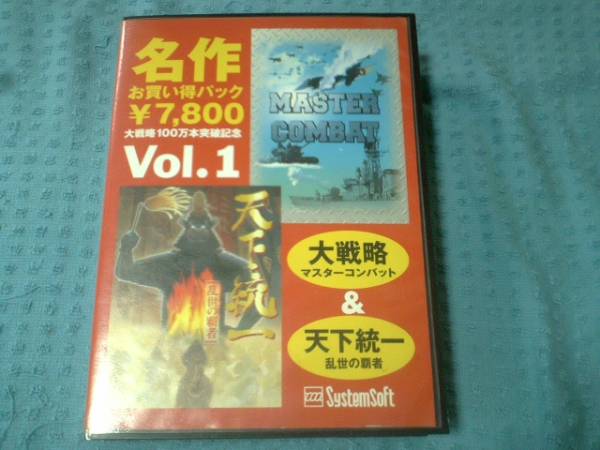 名作
お買い得パック
¥7,800
大戦略100万本突破記念
Vol.1
MASTER
COMBAT
天下統一
乱世の覇者
大戦略
マスターコンバット
&
天下統一
乱世の覇者
SystemSoft